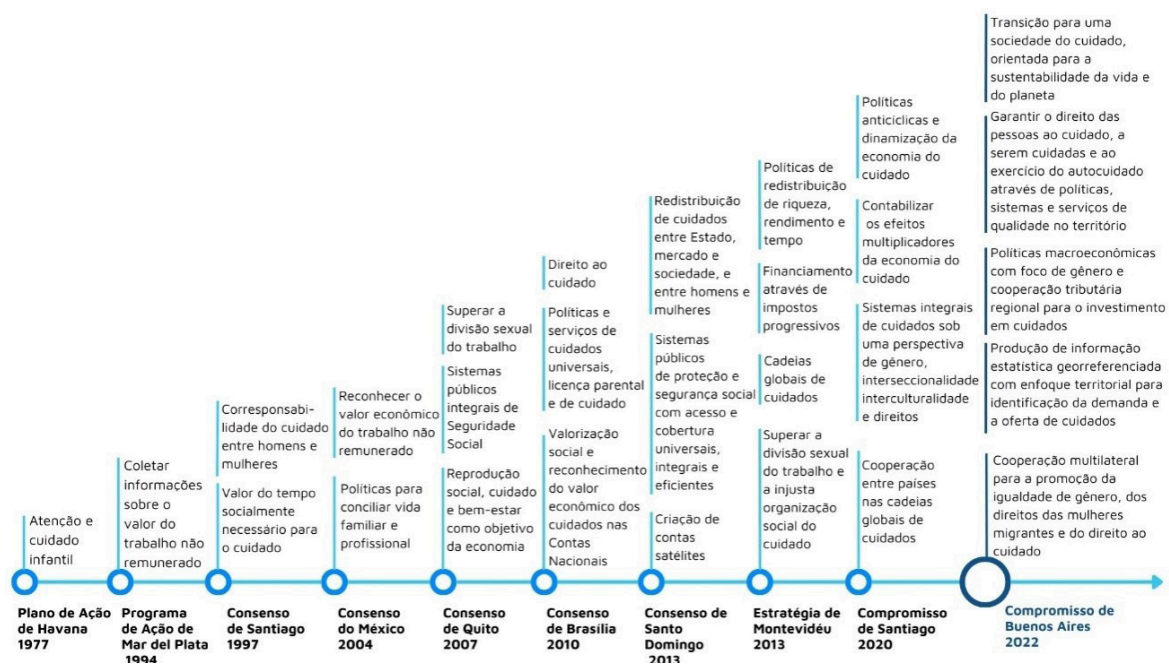 Atenção e
cuidado
infantil
Plano de Ação
de Havana
1977
Coletar
informações
sobre o
valor do
trabalho não
remunerado
Programa
de Ação de
Mar del Plata
1994
Corresponsabi-
lidade do cuidado
entre homens e
mulheres
Valor do tempo
socialmente
necessário para
o cuidado
Consenso
de Santiago
1997
Reconhecer o
valor econômico
do trabalho não
remunerado
Políticas para
conciliar vida
familiar e
profissional
Consenso
do México
2004
Superar a
divisão sexual
do trabalho
Sistemas
públicos
integrais de
Seguridade
Social
Reprodução
social, cuidado
e bem-estar
como objetivo
da economia
Consenso
de Quito
2007
Direito ao
cuidado
Políticas e
serviços de
cuidados
universais,
licença parental
e de cuidado
Valorização
social e
reconhecimento
do valor
econômico dos
cuidados nas
Contas
Nacionais
Consenso
de Brasília
2010
Redistribuição
de cuidados
entre Estado,
mercado e
sociedade, e
entre homens e
mulheres
Sistemas
públicos
de proteção e
segurança social
com acesso e
cobertura
universais,
integrais e
eficientes
Criação de
contas
satélites
Consenso de
Santo
Domingo
2013
Políticas de
redistribuição
de riqueza,
rendimento e
tempo
Financiamento
através de
impostos
progressivos
Cadeias
globais de
cuidados
Superar a
divisão sexual
do trabalho e
a injusta
organização
social do
cuidado
Estratégia de
Montevidéu
2013
Políticas
anticíclicas e
dinamização da
economia do
cuidado
Contabilizar
os efeitos
multiplicadores
da economia do
cuidado
Sistemas integrais
de cuidados sob
uma perspectiva
de gênero,
interseccionalidade
interculturalidade
e direitos
Cooperação
entre países
nas cadeias
globais de
cuidados
Compromisso
de Santiago
2020
Transição para uma
sociedade do cuidado,
orientada para a
sustentabilidade da vida e
do planeta
Garantir o direito das
pessoas ao cuidado, a
serem cuidadas e ao
exercício do autocuidado
através de políticas,
sistemas e serviços de
qualidade no território
Políticas macroeconômicas
com foco de gênero e
cooperação tributária
regional para o investimento
em cuidados
Produção de informação
estatística georreferenciada
com enfoque territorial para
identificação da demanda e
a oferta de cuidados
Cooperação multilateral
para a promoção da
igualdade de gênero, dos
direitos das mulheres
migrantes e do direito ao
cuidado
Compromisso de
Buenos Aires
2022